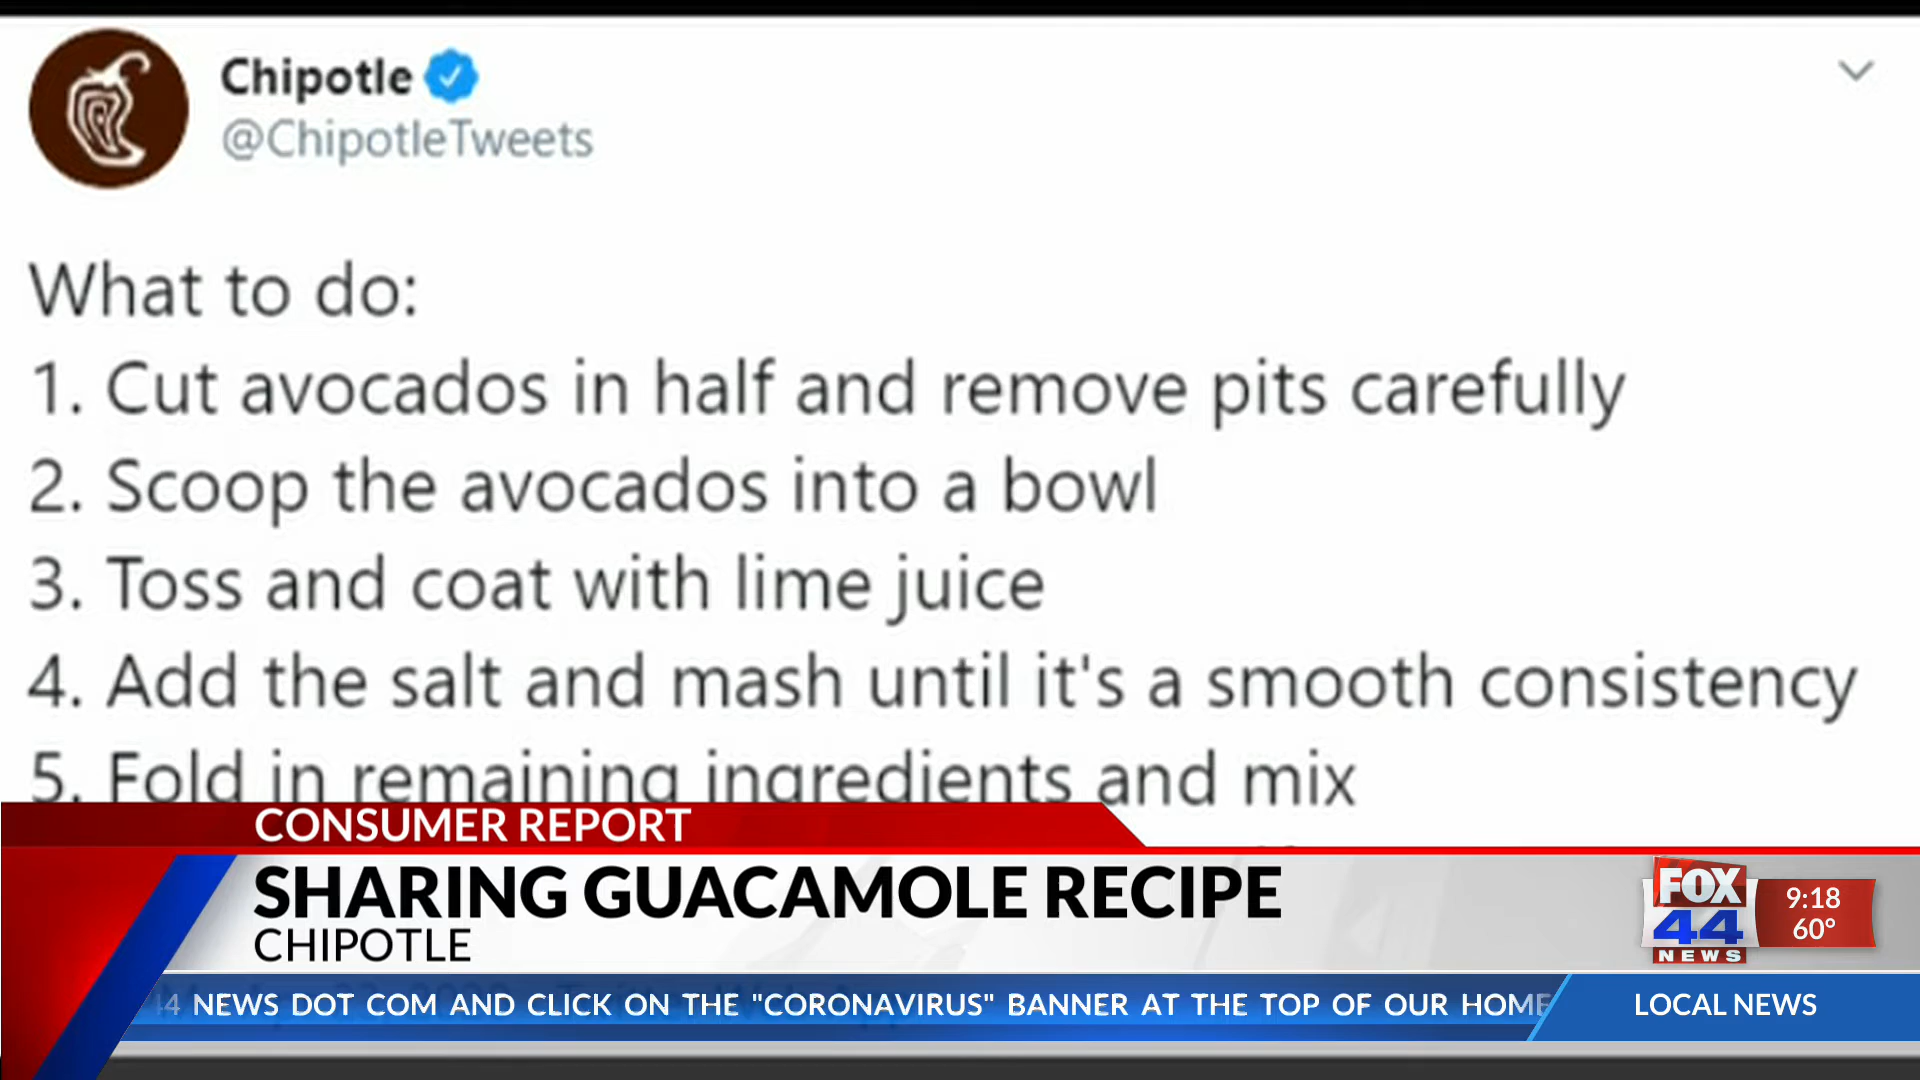 Chipotle
@ChipotleTweets
What to do:
1. Cut avocados in half and remove pits carefully
2. Scoop the avocados into a bowl
3. Toss and coat with lime juice
4. Add the salt and mash until it's a smooth consistency
5. Fold in remaining ingredients and mix
CONSUMER REPORT
SHARING GUACAMOLE RECIPE
CHIPOTLE
FOX
44
NEWS
9:18
60°
44 NEWS DOT COM AND CLICK ON THE "CORONAVIRUS" BANNER AT THE TOP OF OUR HOME
LOCAL NEWS